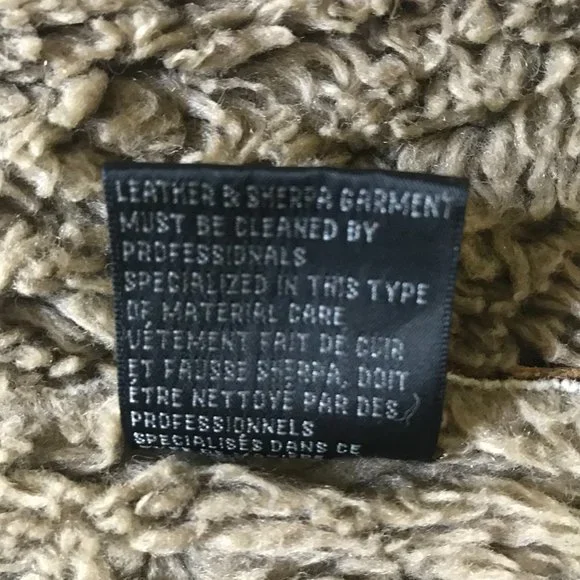 LEATHER & SHERPA GARMENT
MUST BE CLEANED BY
PROFESSIONALS
SPECIALIZED IN THIS TYPE
OF MATERIAL CARE
VÊTEMENT FAIT DE CUIR
ET FAUSSE SHERPA, DOIT
ÊTRE NETTOYÉ PAR DES
PROFESSIONNELS
SPECIALISÉS DANS CE